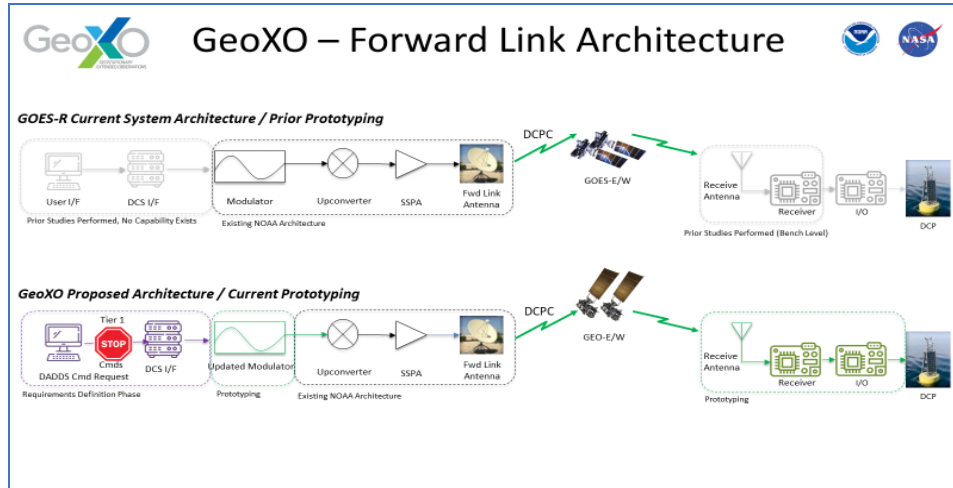 GeoXO
GEOSTATIONARY
EXTENDED OBSERVATIONS
GeoXO – Forward Link Architecture
NOAA
NASA
GOES-R Current System Architecture / Prior Prototyping
DCPC
User I/F
DCS I/F
Modulator
Upconverter
SSPA
Fwd Link
Antenna
GOES-E/W
Receive
Antenna
Receiver
I/O
DCP
Prior Studies Performed, No Capability Exists
Existing NOAA Architecture
Prior Studies Performed (Bench Level)
GeoXO Proposed Architecture / Current Prototyping
DCPC
Tier 1
STOP
Cmds
DADDS Cmd Request
DCS I/F
Updated Modulator
Upconverter
SSPA
Fwd Link
Antenna
GEO-E/W
Receive
Antenna
Receiver
I/O
DCP
Requirements Definition Phase
Prototyping
Existing NOAA Architecture
Prototyping